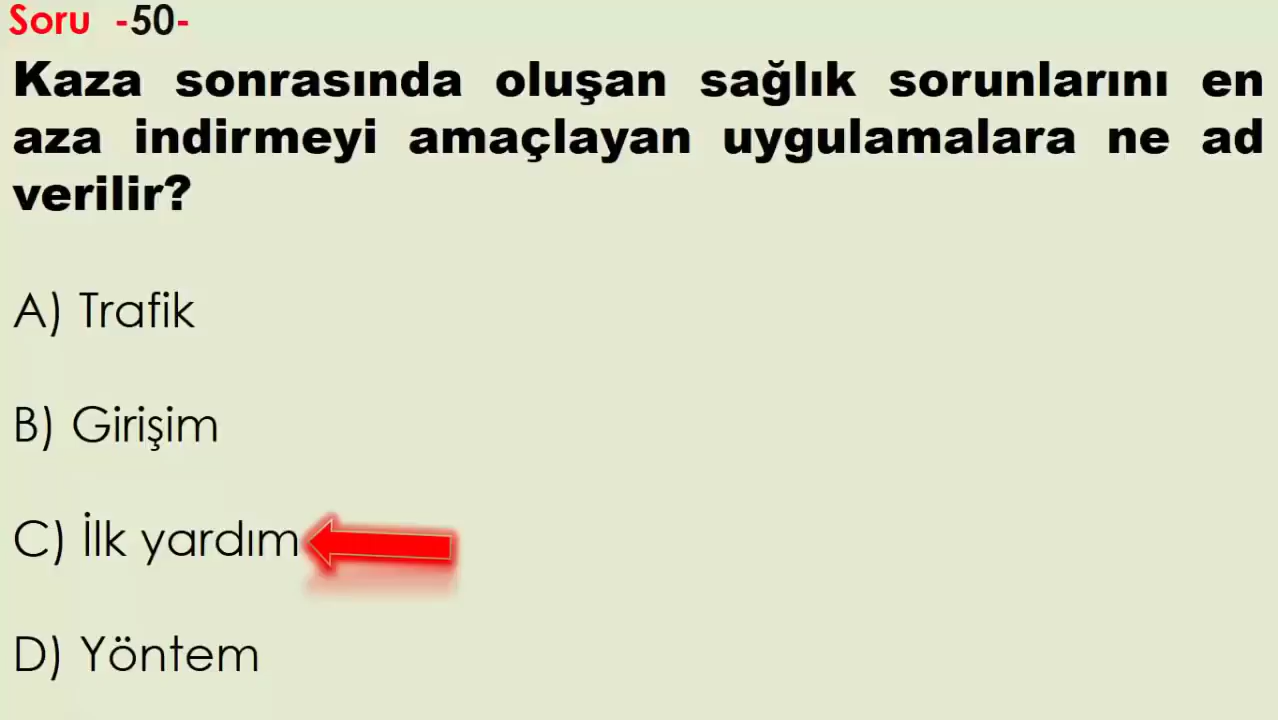 Soru -50-
Kaza sonrasında oluşan sağlık sorunlarını en
aza indirmeyi amaçlayan uygulamalara ne ad
verilir?
A) Trafik
B) Girişim
C) İlk yardım
D) Yöntem